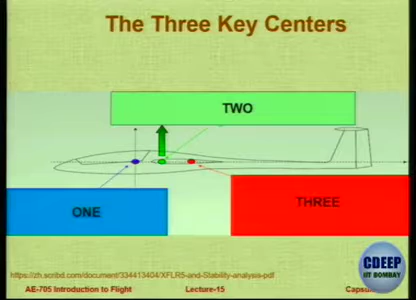 The Three Key Centers
TWO
ONE
THREE
CDEEP
IIT BOMBAY
https://zh.scribd.com/document/334413404/XFLR5-and-Stability-analysis-pdf
AE-705 Introduction to Flight
Lecture-15